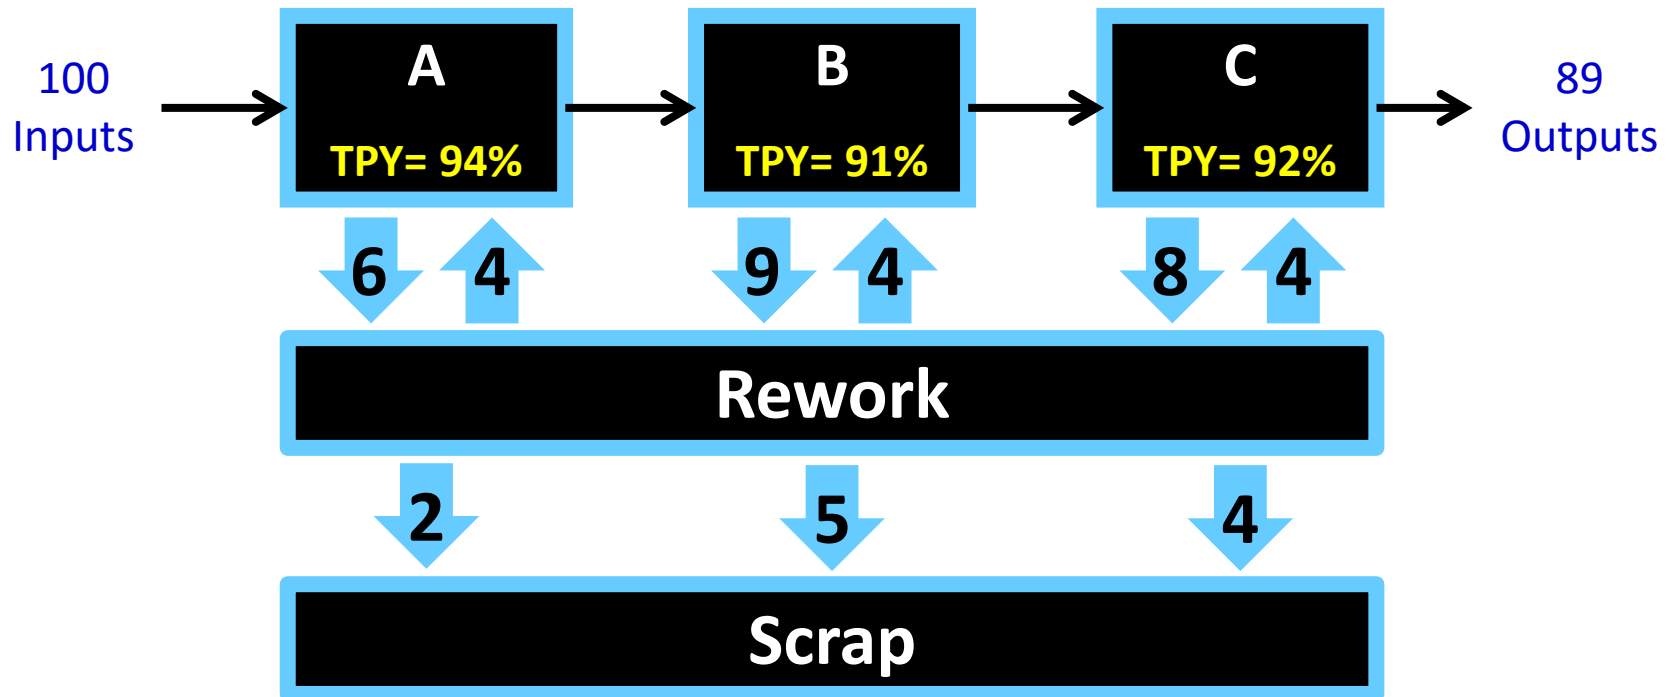 100
Inputs
A
TPY= 94%
B
TPY= 91%
C
TPY= 92%
89
Outputs
6
4
9
4
8
4
Rework
2
5
4
Scrap